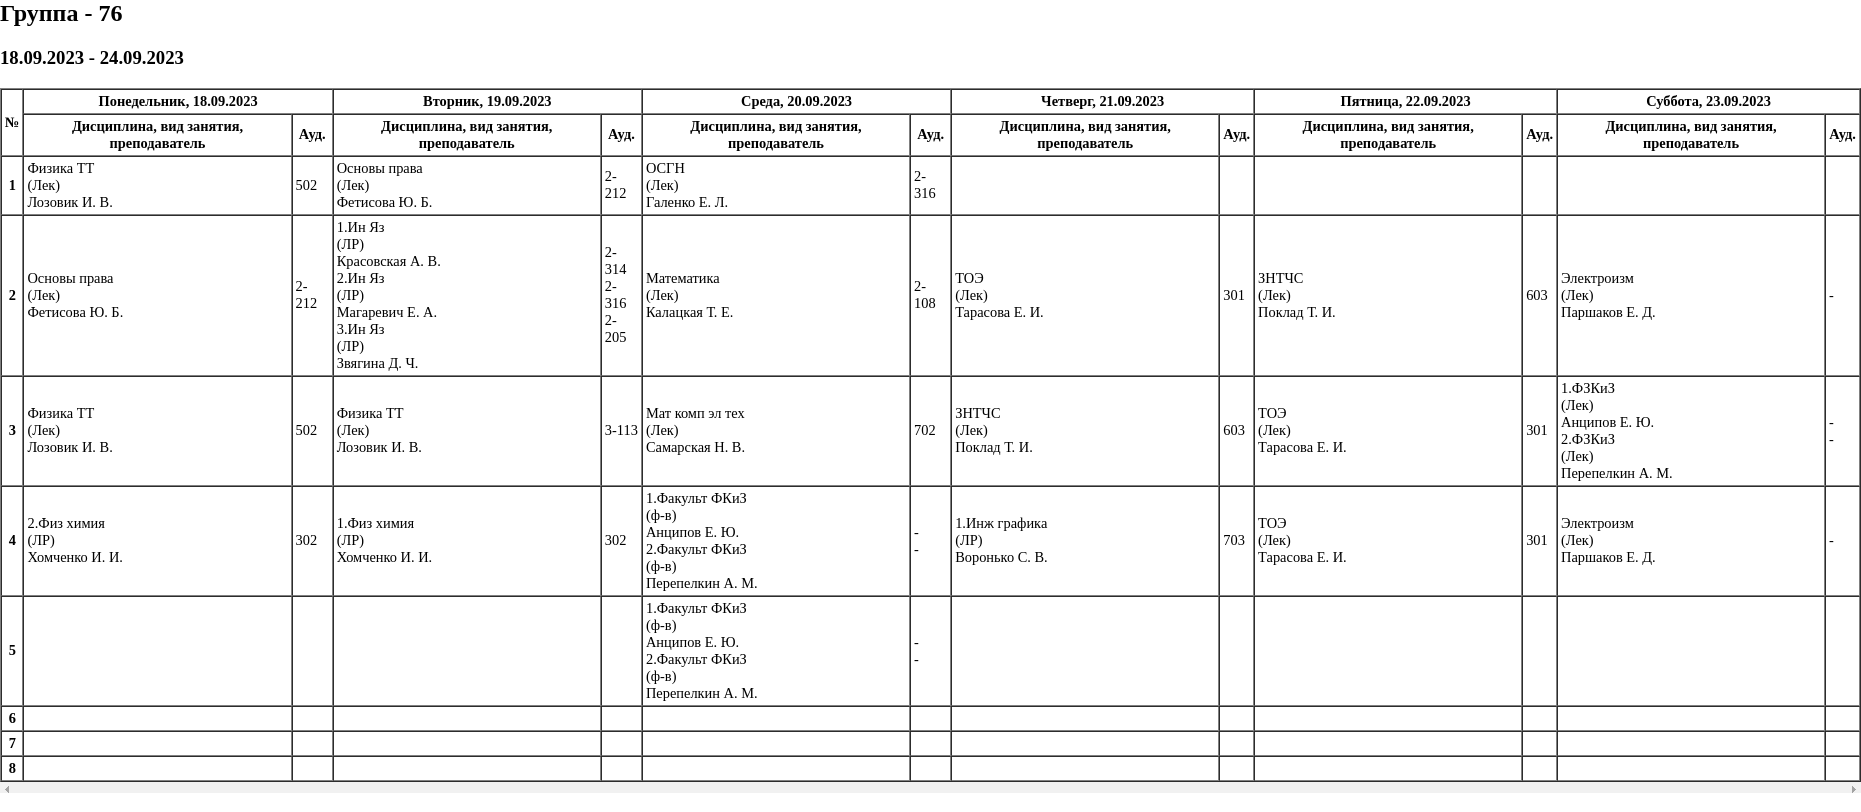 Группа - 76
18.09.2023 - 24.09.2023
№
Понедельник, 18.09.2023
Вторник, 19.09.2023
Среда, 20.09.2023
Четверг, 21.09.2023
Пятница, 22.09.2023
Суббота, 23.09.2023
Дисциплина, вид занятия,
преподаватель
Ауд.
Дисциплина, вид занятия,
преподаватель
Ауд.
Дисциплина, вид занятия,
преподаватель
Ауд.
Дисциплина, вид занятия,
преподаватель
Ауд.
Дисциплина, вид занятия,
преподаватель
Ауд.
Дисциплина, вид занятия,
преподаватель
Ауд.
1
Физика ТТ
(Лек)
Лозовик И. В.
502
Основы права
(Лек)
Фетисова Ю. Б.
2-
212
ОСГН
(Лек)
Галенко Е. Л.
2-
316
2
Основы права
(Лек)
Фетисова Ю. Б.
2-
212
1.Ин Яз
(ЛР)
Красовская А. В.
2.Ин Яз
(ЛР)
Магаревич Е. А.
3.Ин Яз
(ЛР)
Звягина Д. Ч.
2-
314
2-
316
2-
205
Математика
(Лек)
Калацкая Т. Е.
2-
108
ТОЭ
(Лек)
Тарасова Е. И.
301
ЗНТЧС
(Лек)
Поклад Т. И.
603
Электроизм
(Лек)
Паршаков Е. Д.
-
3
Физика ТТ
(Лек)
Лозовик И. В.
502
Физика ТТ
(Лек)
Лозовик И. В.
3-113
Мат комп эл тех
(Лек)
Самарская Н. В.
702
ЗНТЧС
(Лек)
Поклад Т. И.
603
ТОЭ
(Лек)
Тарасова Е. И.
301
1.ФЗКиЗ
(Лек)
Анципов Е. Ю.
2.ФЗКиЗ
(Лек)
Перепелкин А. М.
-
-
4
2.Физ химия
(ЛР)
Хомченко И. И.
302
1.Физ химия
(ЛР)
Хомченко И. И.
302
1.Факульт ФКиЗ
(ф-в)
Анципов Е. Ю.
2.Факульт ФКиЗ
(ф-в)
Перепелкин А. М.
-
-
1.Инж графика
(ЛР)
Воронько С. В.
703
ТОЭ
(Лек)
Тарасова Е. И.
301
Электроизм
(Лек)
Паршаков Е. Д.
-
5
1.Факульт ФКиЗ
(ф-в)
Анципов Е. Ю.
2.Факульт ФКиЗ
(ф-в)
Перепелкин А. М.
-
-
6
7
8